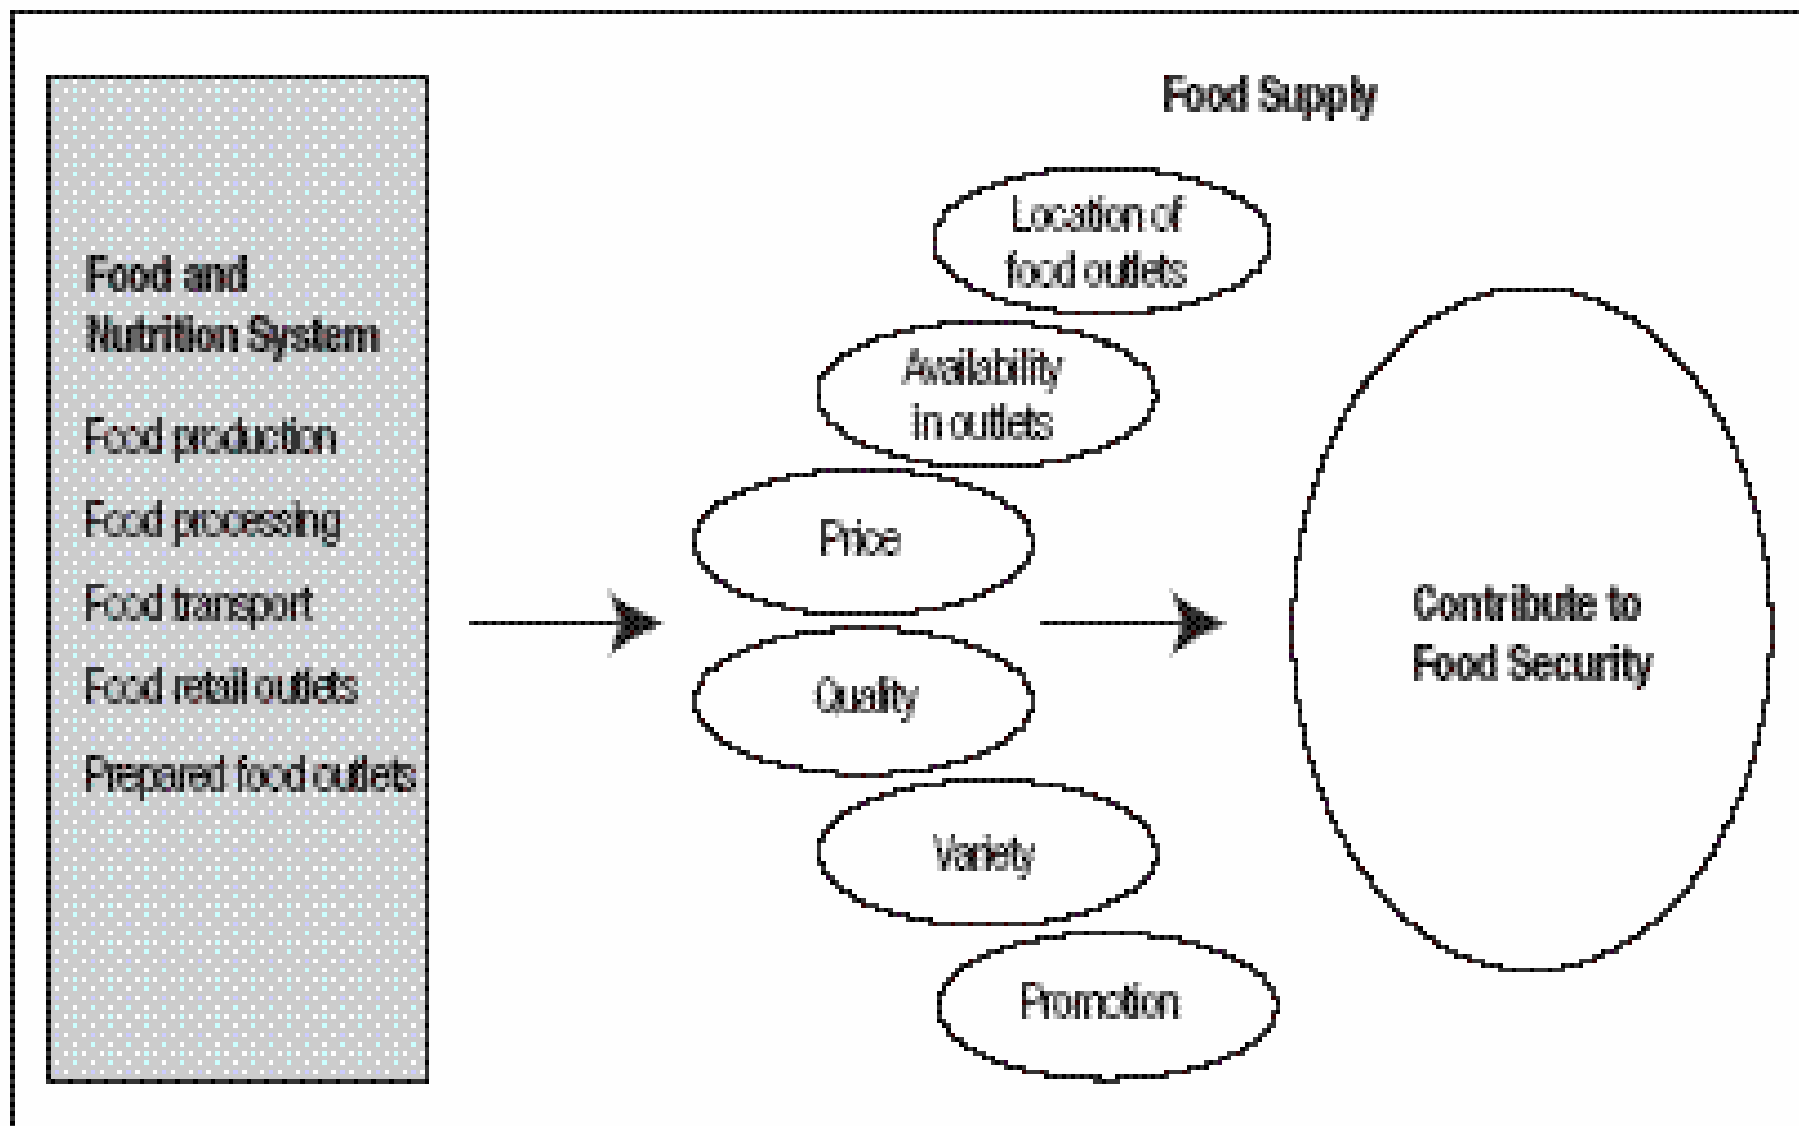 Food and
Nutrition System
Food production
Food processing
Food transport
Food retail outlets
Prepared food outlets
Food Supply
Location of
food outlets
Availability
in outlets
Price
Quality
Variety
Promotion
Contribute to
Food Security